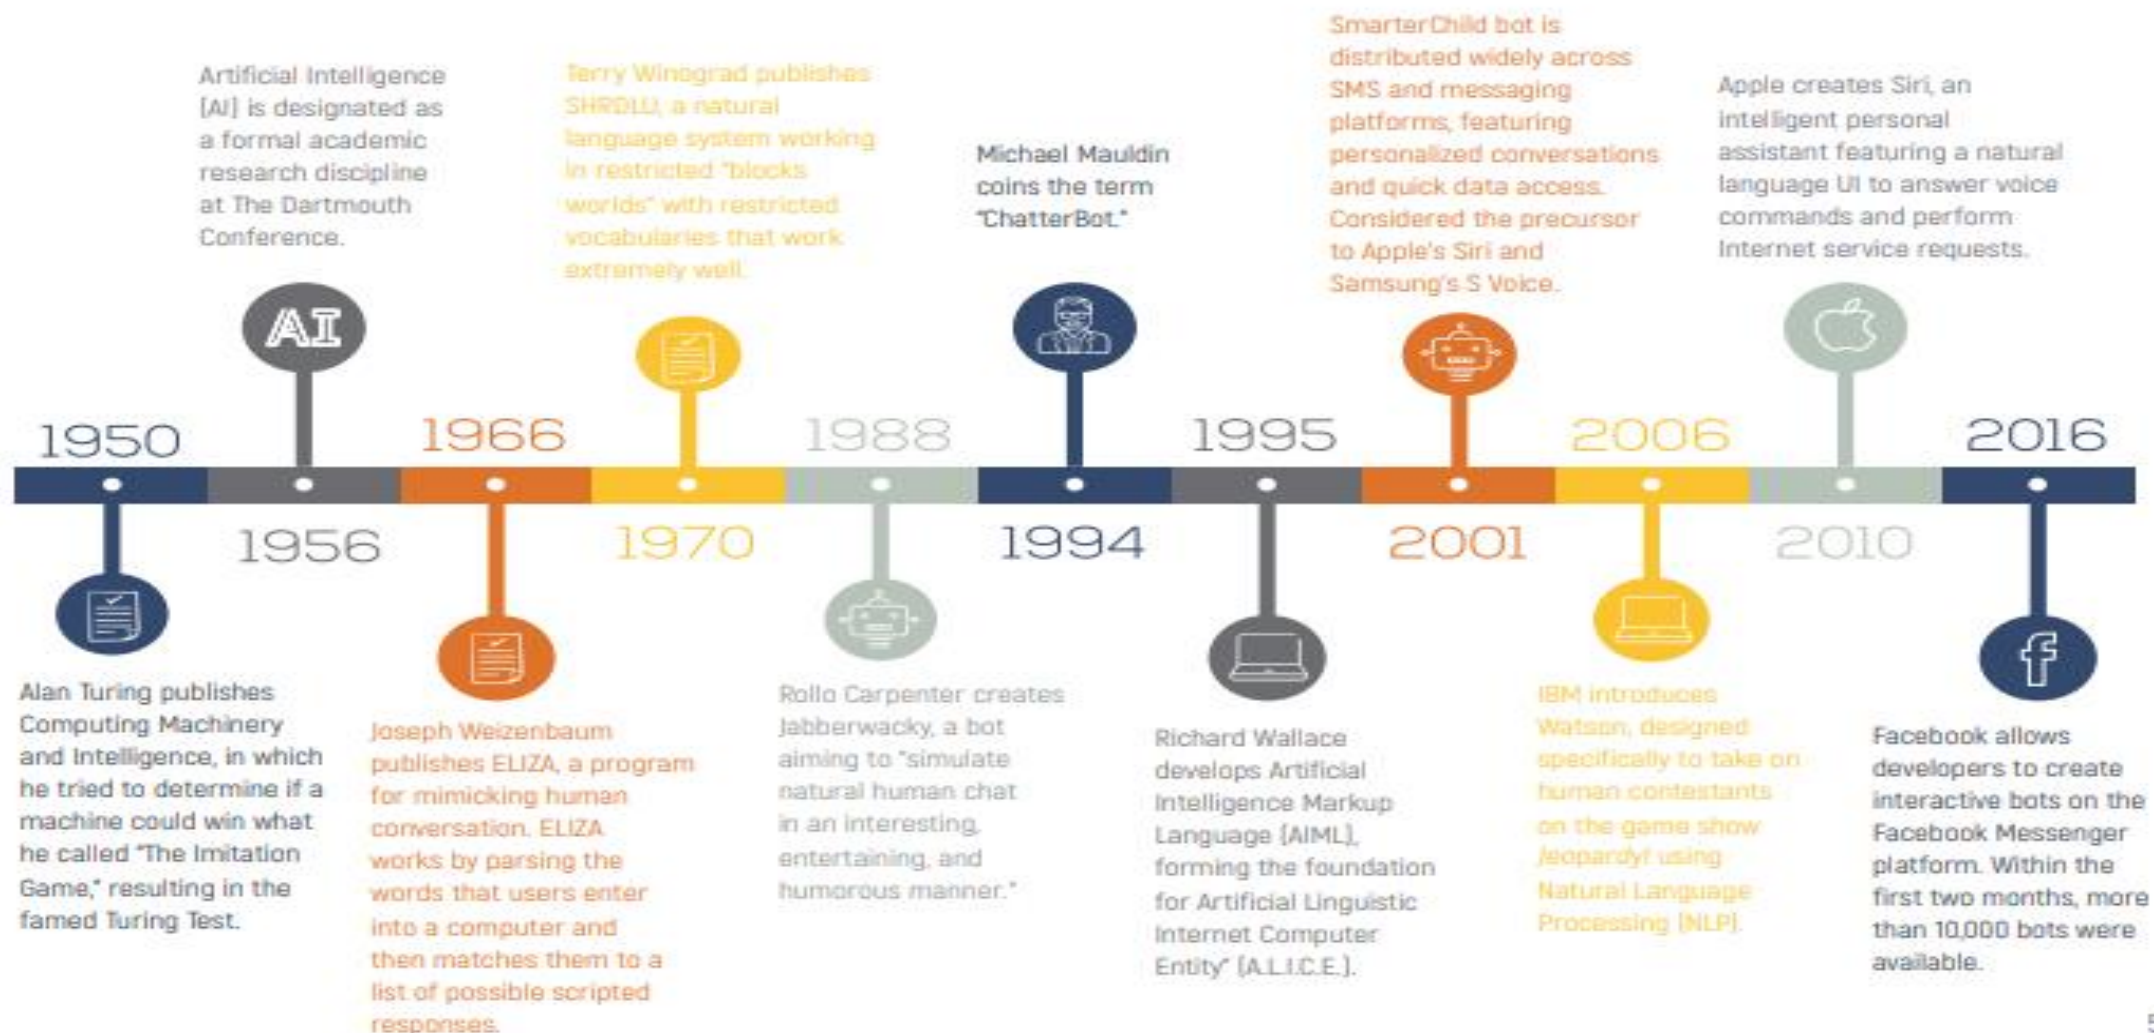 1950
Alan Turing publishes
Computing Machinery
and Intelligence, in which
he tried to determine if a
machine could win what
he called "The Imitation
Game," resulting in the
famed Turing Test.
Artificial Intelligence
[AI] is designated as
a formal academic
research discipline
at The Dartmouth
Conference.
AI
1956
1966
Joseph Weizenbaum
publishes ELIZA, a program
for mimicking human
conversation. ELIZA
works by parsing the
words that users enter
into a computer and
then matches them to a
list of possible scripted
responses.
Terry Winograd publishes
SHRDLU, a natural
language system working
in restricted "blocks
worlds" with restricted
vocabularies that work
extremely well.
1970
1988
Rollo Carpenter creates
Jabberwacky, a bot
aiming to "simulate
natural human chat
in an interesting,
entertaining, and
humorous manner."
Michael Mauldin
coins the term
"ChatterBot."
1994
1995
Richard Wallace
develops Artificial
Intelligence Markup
Language [AIML],
forming the foundation
for Artificial Linguistic
Internet Computer
Entity" [A.L.I.C.E.].
SmarterChild bot is
distributed widely across
SMS and messaging
platforms, featuring
personalized conversations
and quick data access.
Considered the precursor
to Apple's Siri and
Samsung's S Voice.
2001
2006
IBM introduces
Watson, designed
specifically to take on
human contestants
on the game show
Jeopardy! using
Natural Language
Processing [NLP].
Apple creates Siri, an
intelligent personal
assistant featuring a natural
language UI to answer voice
commands and perform
Internet service requests.
2010
2016
f
Facebook allows
developers to create
interactive bots on the
Facebook Messenger
platform. Within the
first two months, more
than 10,000 bots were
available.